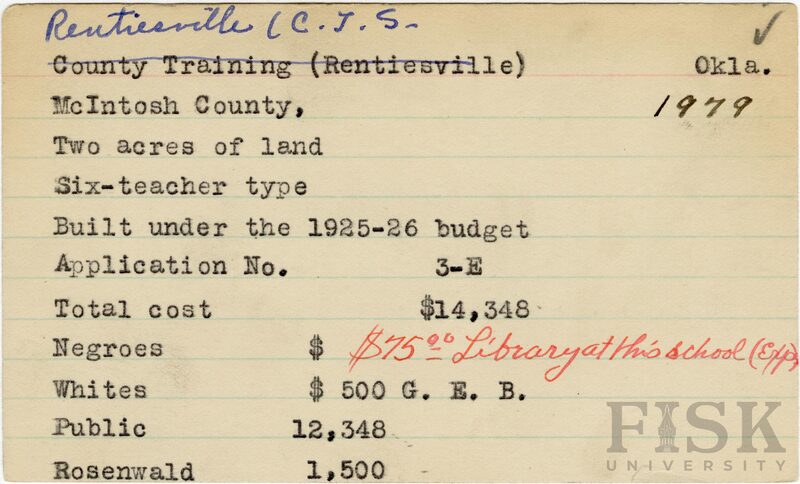 Rentiesville (C. T. S.
County Training (Rentiesville) Okla.
McIntosh County, 1979
Two acres of land
Six-teacher type
Built under the 1925-26 budget
Application No. 3-E
Total cost $14,348
Negroes $ $75.00 Library at this school (Exp)
Whites $ 500 G. E. B.
Public 12,348
Rosenwald 1,500
FISK
UNIVERSITY